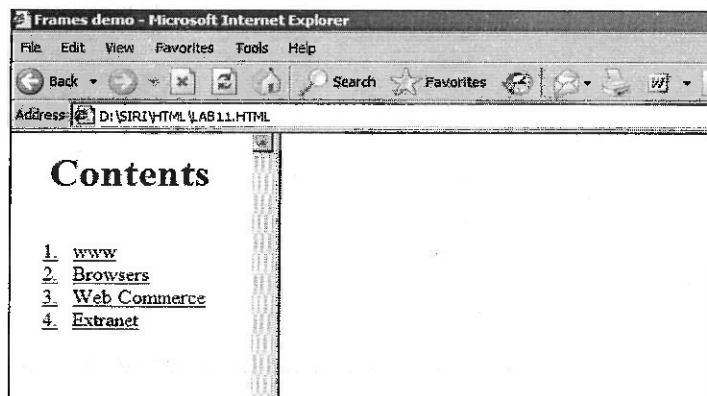 Frames demo - Microsoft Internet Explorer
File Edit View Favorites Tools Help
Back Search Favorites
Address D:\SIRI\HTML\LAB11.HTML
Contents
1. www
2. Browsers
3. Web Commerce
4. Extranet